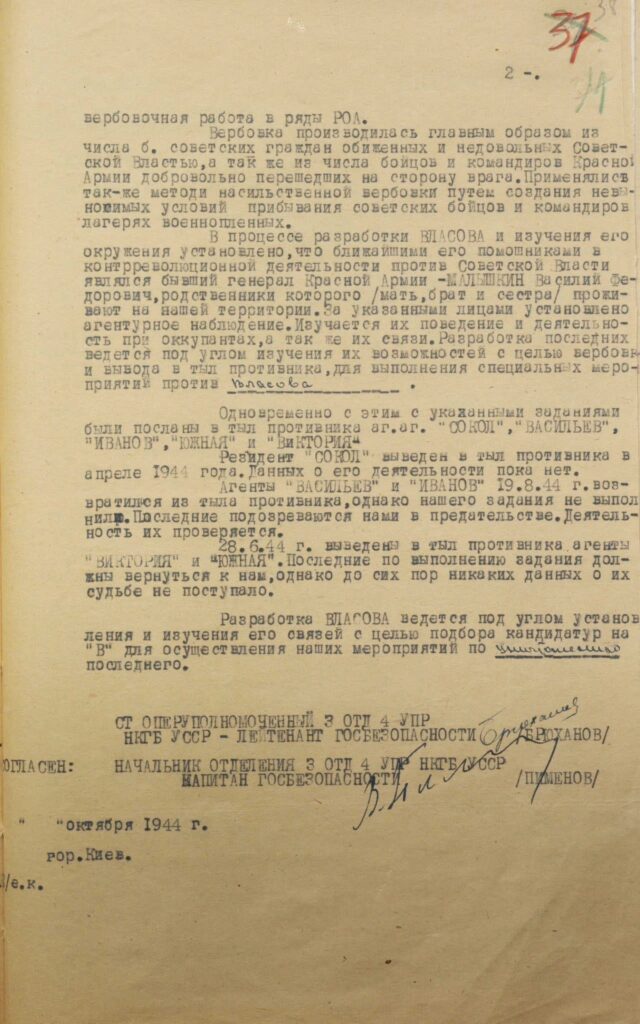 38
37
74
2 -.
вербовочная работа в ряды РОА.
Вербовка производилась главным образом из
числа б. советских граждан обиженных и недовольных Совет-
ской Властью,а так же из числа бойцов и командиров Красной
Армии добровольно перешедших на сторону врага.Применялись
так-же методи насильственной вербовки путем создания невы-
носимых условий прибывания советских бойцов и командиров
лагерях военнопленных.
В процессе разработки ВЛАСОВА и изучения его
окружения установлено,что ближайшими его помошниками в
контрреволюционной деятельности против Советской Власти
являлся бывший генерал Красной Армии -МАЛЫШКИН Василий Фе-
дорович,родственники которого /мать,брат и сестра/ прожи-
вают на нашей территории.За указанными лицами установлено
агентурное наблюдение.Изучается их поведение и деятельно-
сть при оккупантах,а так же их связи.Разработка последних
ведется под углом изучения их возможностей с целью вербовки
и вывода в тыл противника,для выполнения специальных меро-
приятий против Власова .
Одновременно с этим с указанными заданиями
были посланы в тыл противника аг.аг. "СОКОЛ","ВАСИЛЬЕВ",
"ИВАНОВ","ЮЖНАЯ" и "ВИКТОРИЯ"
Резидент "СОКОЛ" выведен в тыл противника в
апреле 1944 года.Данных о его деятельности пока нет.
Агенты "ВАСИЛЬЕВ" и "ИВАНОВ" 19.8.44 г.воз-
вратился из тыла противника,однако нашего задания не выпол
нили.Последние подозреваются нами в предательстве.Деятель-
ность их проверяется.
28.6.44 г. выведены в тыл противника агенты
"ВИКТОРИЯ" и "ЮЖНАЯ".Последние по выполнению задания дол-
жны вернуться к нам,однако до сих пор никаких данных о их
судьбе не поступало.
Разработка ВЛАСОВА ведется под углом установ
ления и изучения его связей с целью подбора кандидатур на
"В" для осуществления наших мероприятий по уничтожению
последнего.
СТ ОПЕРУПОЛНОМОЧЕННЫЙ 3 ОТД 4 УПР
НКГБ УССР - ЛЕЙТЕНАНТ ГОСБЕЗОПАСНОСТИ Брюханов /БРЮХАНОВ/
ОГЛАСЕН: НАЧАЛЬНИК ОТДЕЛЕНИЯ 3 ОТД 4 УПР НКГБ УССР
КАПИТАН ГОСБЕЗОПАСНОСТИ /ПИМЕНОВ/
" "октября 1944 г.
гор.Киев.
/е.к.